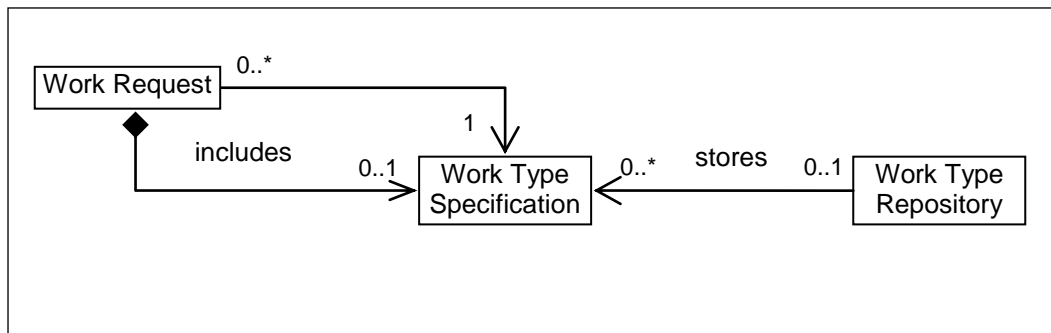 0..*
Work Request
1
includes
0..1
Work Type
Specification
0..*
stores
0..1
Work Type
Repository